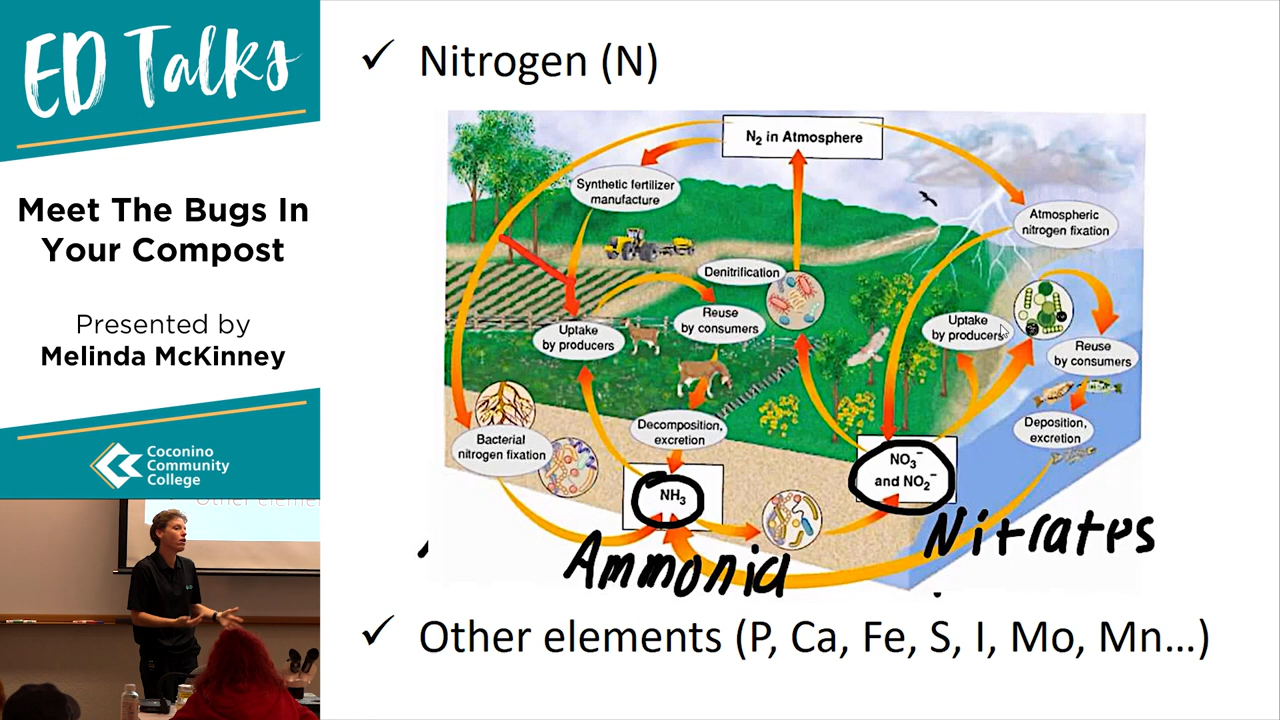 ED Talks
Meet The Bugs In
Your Compost
Presented by
Melinda McKinney
Coconino
Community
College
✓ Nitrogen (N)
N₂ in Atmosphere
Synthetic fertilizer
manufacture
Atmospheric
nitrogen fixation
Denitrification
Uptake
by producers
Reuse
by consumers
Uptake
by producers
Reuse
by consumers
Decomposition,
excretion
Deposition,
excretion
Bacterial
nitrogen fixation
NH₃
NO₃⁻
and NO₂⁻
Ammonia
Nitrates
✓ Other elements (P, Ca, Fe, S, I, Mo, Mn...)